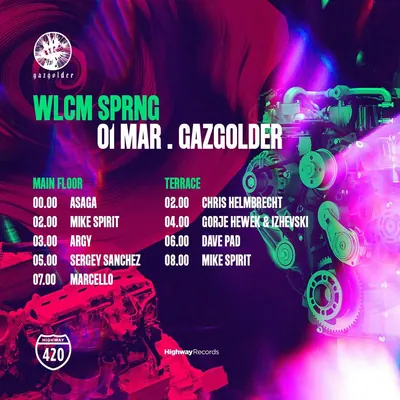 gazgolder
WLCM SPRNG
01 MAR . GAZGOLDER
MAIN FLOOR
00.00 ASAGA
02.00 MIKE SPIRIT
03.00 ARGY
05.00 SERGEY SANCHEZ
07.00 MARCELLO
TERRACE
02.00 CHRIS HELMBRECHT
04.00 GORJE HEWEK & IZHEVSKI
06.00 DAVE PAD
08.00 MIKE SPIRIT
HIGHWAY
420
HighwayRecords